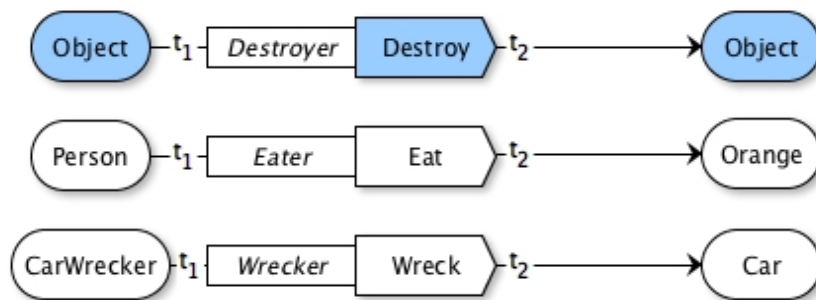 Object t1 Destroyer Destroy t2 Object
Person t1 Eater Eat t2 Orange
CarWrecker t1 Wrecker Wreck t2 Car